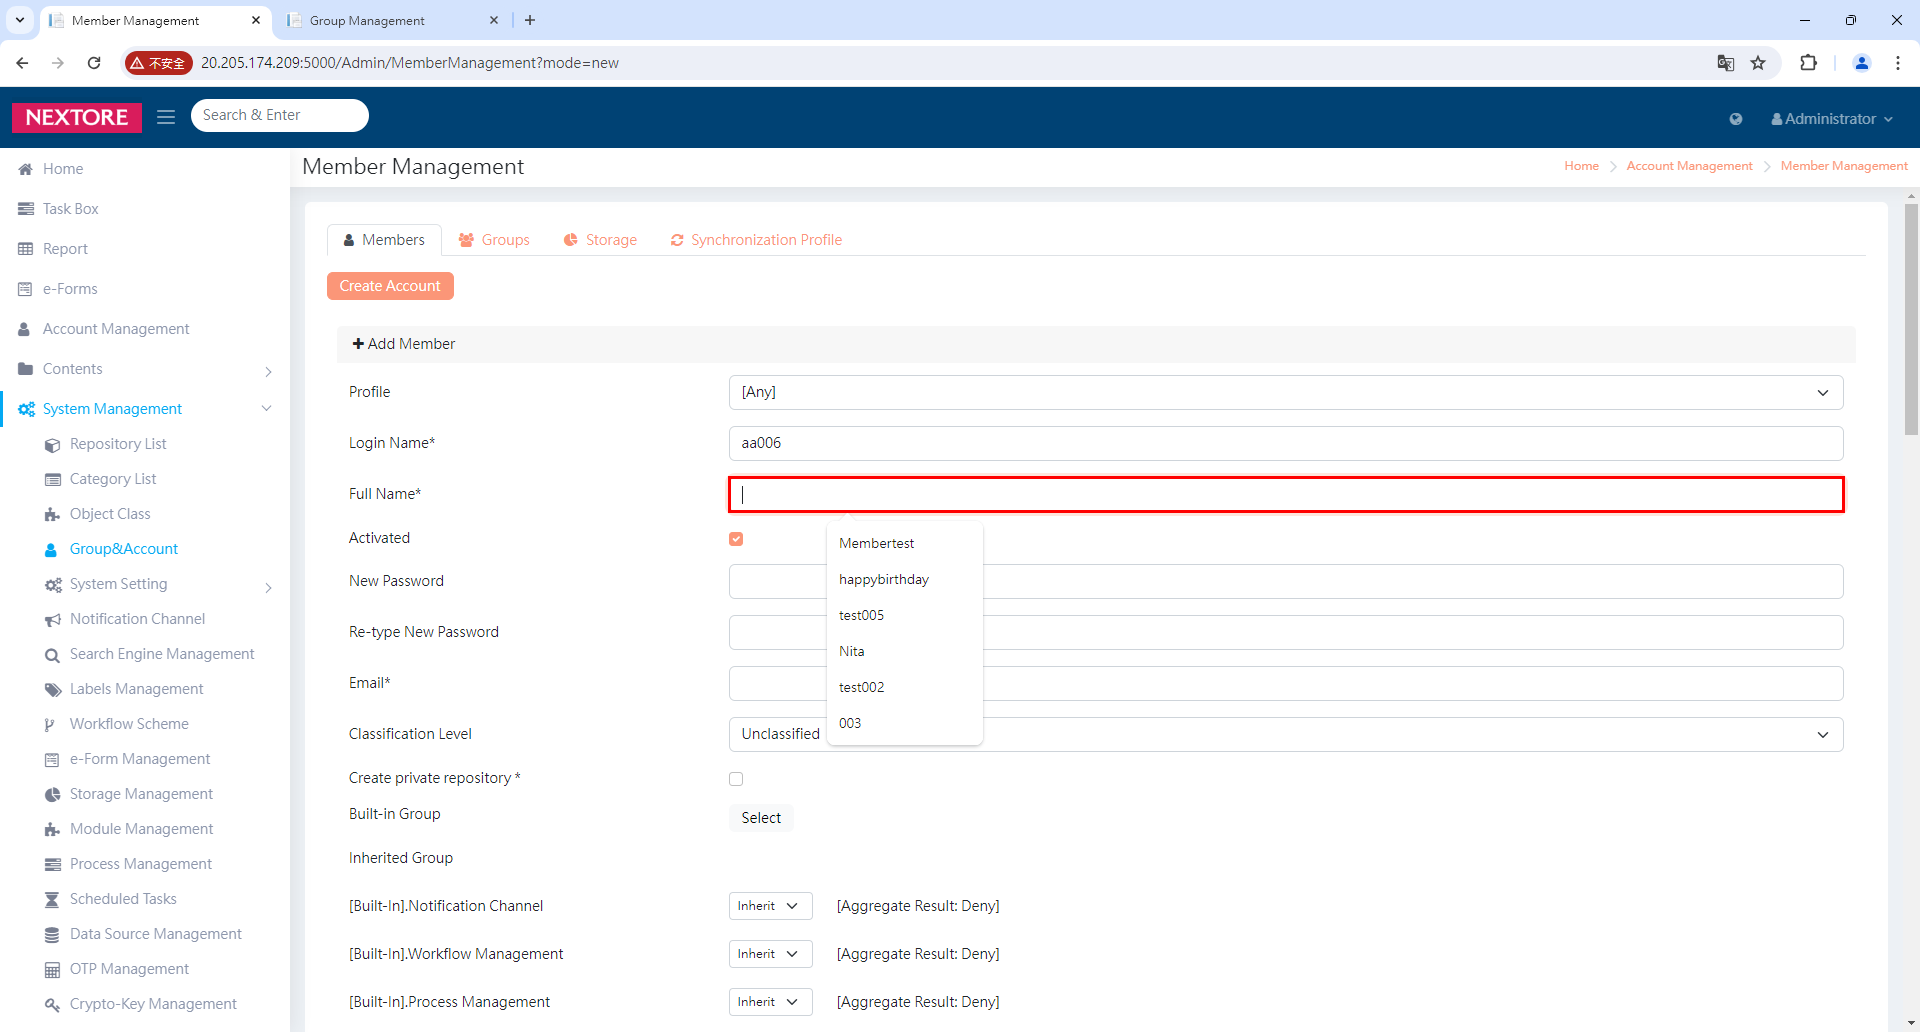 Member Management
Group Management
不安全
20.205.174.209:5000/Admin/MemberManagement?mode=new
NEXTORE
Search & Enter
Administrator
Home
Task Box
Report
e-Forms
Account Management
Contents
System Management
Repository List
Category List
Object Class
Group&Account
System Setting
Notification Channel
Search Engine Management
Labels Management
Workflow Scheme
e-Form Management
Storage Management
Module Management
Process Management
Scheduled Tasks
Data Source Management
OTP Management
Crypto-Key Management
Member Management
Home > Account Management > Member Management
Members
Groups
Storage
Synchronization Profile
Create Account
Add Member
Profile
[Any]
Login Name*
aa006
Full Name*
Activated
Membertest
happybirthday
test005
Nita
test002
003
New Password
Re-type New Password
Email*
Classification Level
Unclassified
Create private repository *
Built-in Group
Select
Inherited Group
[Built-In].Notification Channel
Inherit
[Aggregate Result: Deny]
[Built-In].Workflow Management
Inherit
[Aggregate Result: Deny]
[Built-In].Process Management
Inherit
[Aggregate Result: Deny]